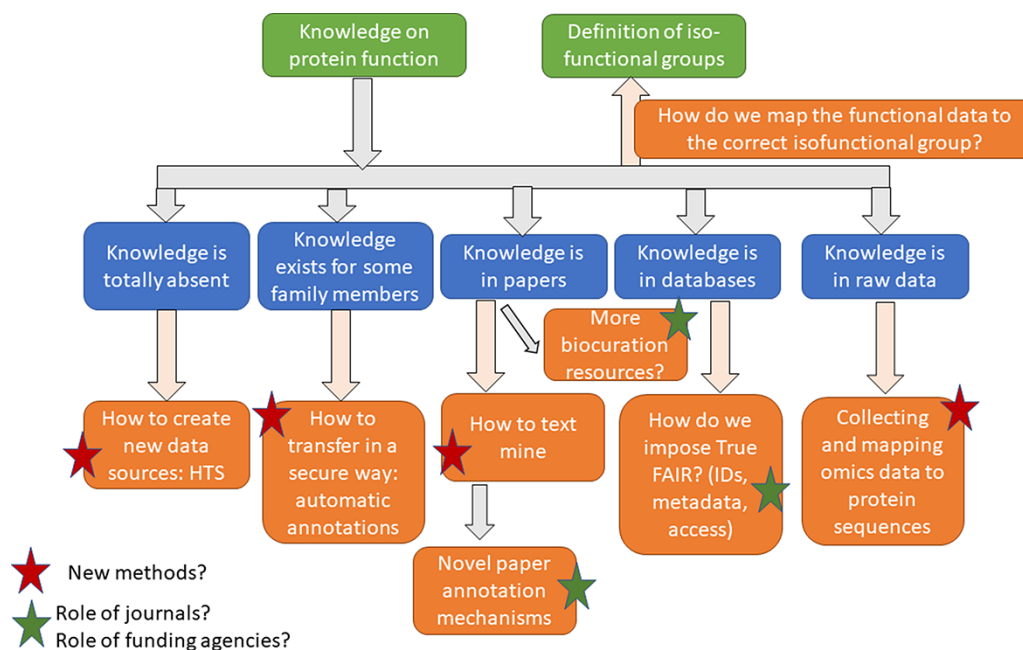 Knowledge on
protein function
Definition of iso-
functional groups
How do we map the functional data to
the correct isofunctional group?
Knowledge is
totally absent
Knowledge
exists for some
family members
Knowledge is
in papers
Knowledge is
in databases
Knowledge is
in raw data
More
biocuration
resources?
How to create
new data
sources: HTS
How to
transfer in a
secure way:
automatic
annotations
How to text
mine
How do we
impose True
FAIR? (IDs,
metadata,
access)
Collecting
and mapping
omics data to
protein
sequences
Novel paper
annotation
mechanisms
New methods?
Role of journals?
Role of funding agencies?